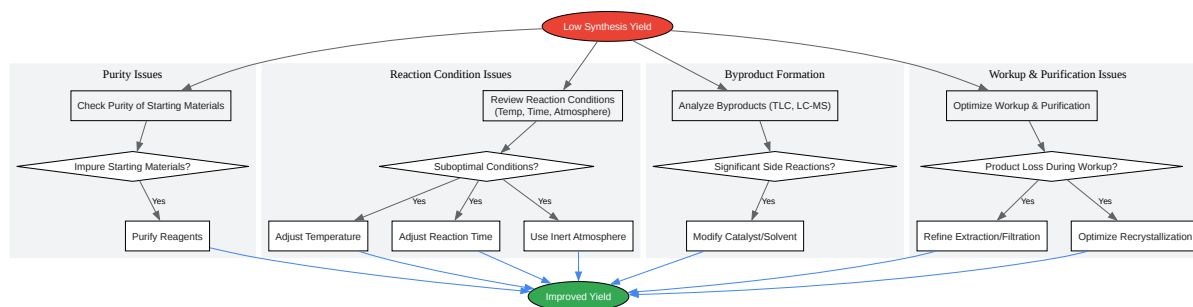 Low Synthesis Yield
Purity Issues
Reaction Condition Issues
Byproduct Formation
Workup & Purification Issues
Check Purity of Starting Materials
Review Reaction Conditions
(Temp, Time, Atmosphere)
Analyze Byproducts (TLC, LC-MS)
Optimize Workup & Purification
Impure Starting Materials?
Suboptimal Conditions?
Significant Side Reactions?
Product Loss During Workup?
Yes
Yes
Yes
Yes
Yes
Yes
Yes
Purify Reagents
Adjust Temperature
Adjust Reaction Time
Use Inert Atmosphere
Modify Catalyst/Solvent
Refine Extraction/Filtration
Optimize Recrystallization
Improved Yield